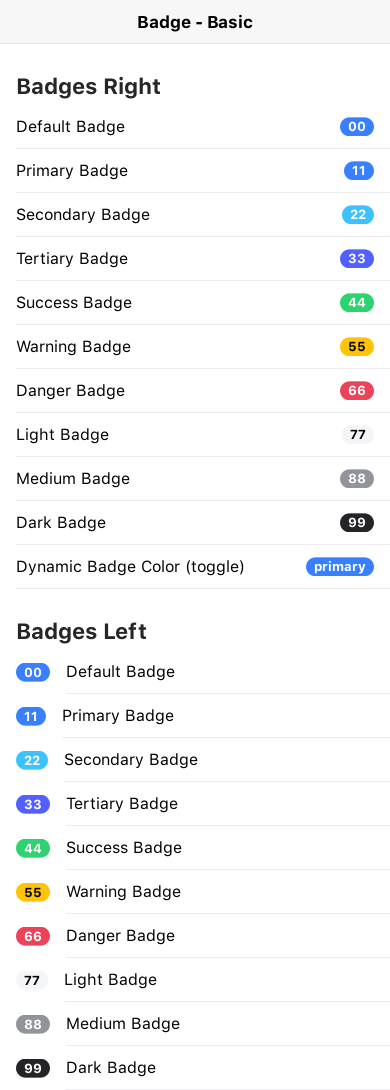 Badge - Basic
Badges Right
Default Badge 00
Primary Badge 11
Secondary Badge 22
Tertiary Badge 33
Success Badge 44
Warning Badge 55
Danger Badge 66
Light Badge 77
Medium Badge 88
Dark Badge 99
Dynamic Badge Color (toggle) primary
Badges Left
00 Default Badge
11 Primary Badge
22 Secondary Badge
33 Tertiary Badge
44 Success Badge
55 Warning Badge
66 Danger Badge
77 Light Badge
88 Medium Badge
99 Dark Badge